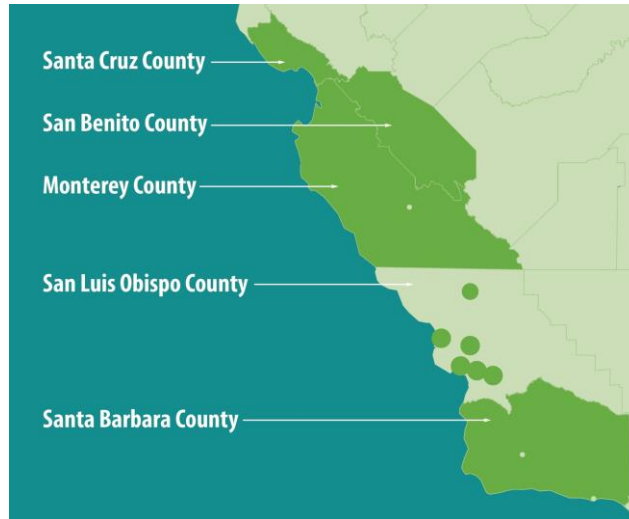 Santa Cruz County
San Benito County
Monterey County
San Luis Obispo County
Santa Barbara County